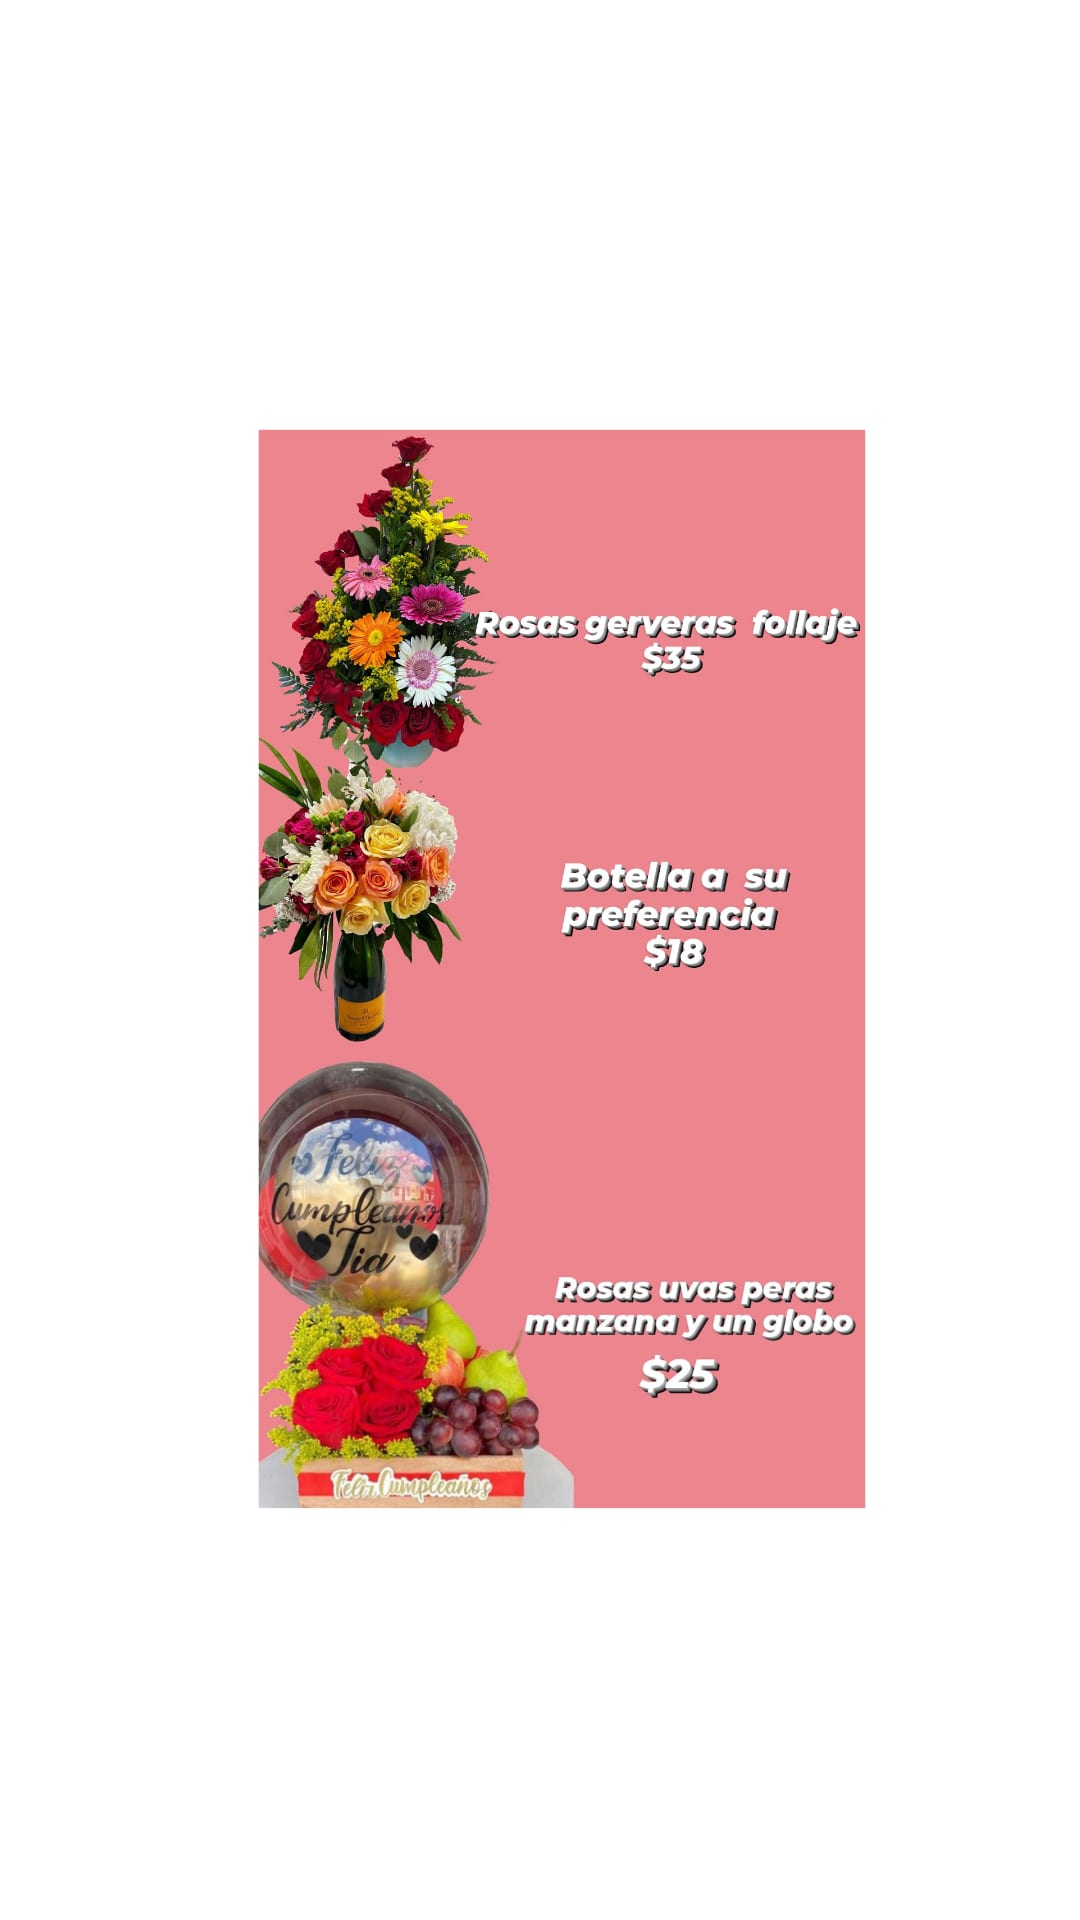 Rosas gerveras follaje
$35
Botella a su
preferencia
$18
Feliz
Cumpleanos
Tia
Rosas uvas peras
manzana y un globo
$25
Feliz Cumpleaños